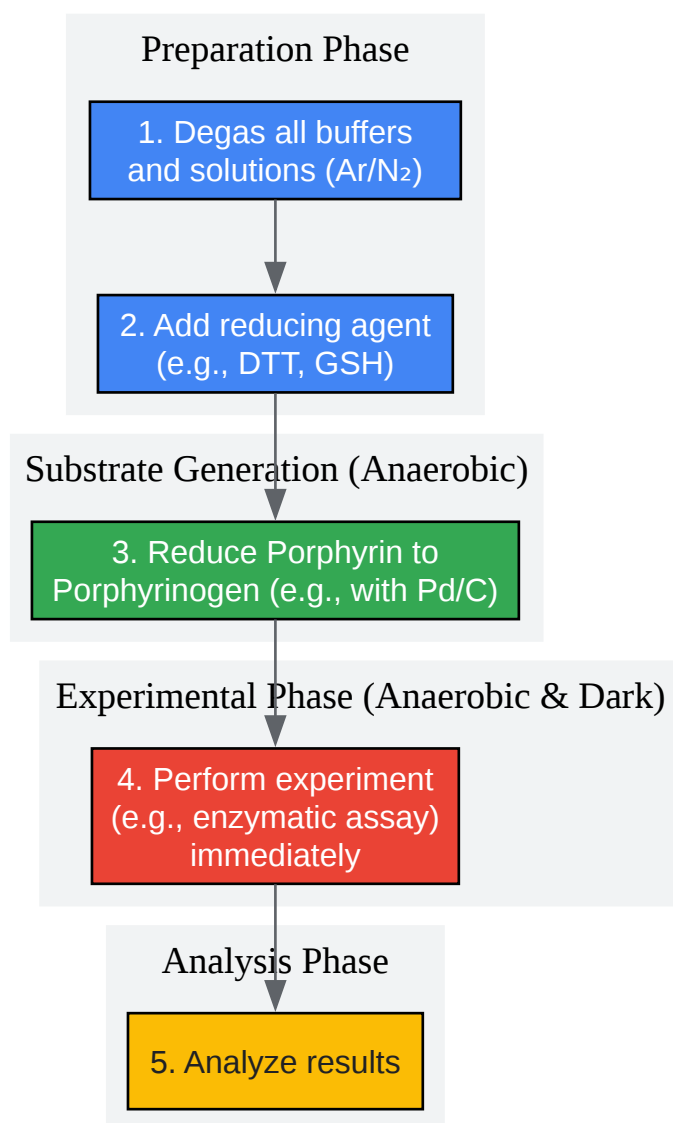 Preparation Phase
1. Degas all buffers
and solutions (Ar/N₂)
2. Add reducing agent
(e.g., DTT, GSH)
Substrate Generation (Anaerobic)
3. Reduce Porphyrin to
Porphyrinogen (e.g., with Pd/C)
Experimental Phase (Anaerobic & Dark)
4. Perform experiment
(e.g., enzymatic assay)
immediately
Analysis Phase
5. Analyze results